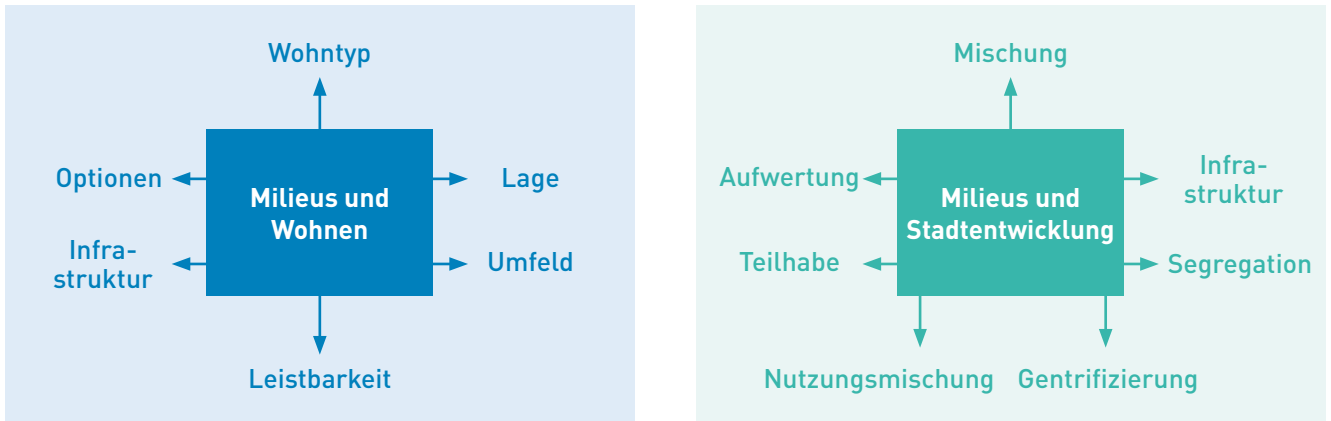 Wohntyp
Optionen
Milieus und
Wohnen
Lage
Infra-
struktur
Umfeld
Leistbarkeit
Mischung
Aufwertung
Milieus und
Stadtentwicklung
Infra-
struktur
Teilhabe
Segregation
Nutzungsmischung
Gentrifizierung